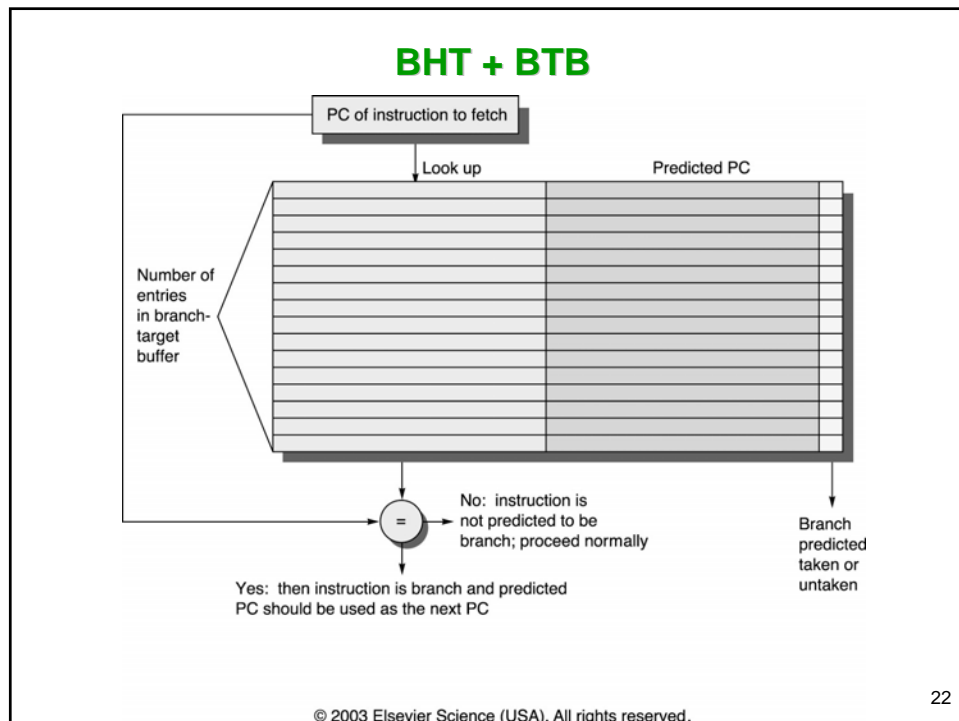 BHT + BTB
PC of instruction to fetch
Look up
Predicted PC
Number of
entries
in branch-
target
buffer
=
No: instruction is
not predicted to be
branch; proceed normally
Branch
predicted
taken or
untaken
Yes: then instruction is branch and predicted
PC should be used as the next PC
22
© 2003 Elsevier Science (USA). All rights reserved.